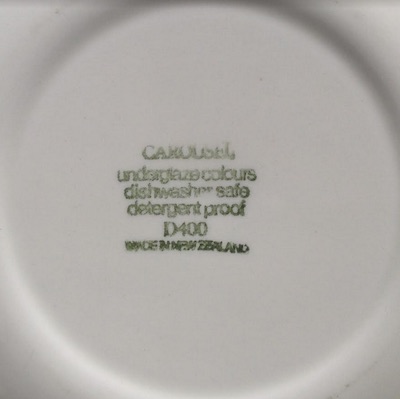 CAROUSEL
underglaze colours
dishwasher safe
detergent proof
D400
MADE IN NEW ZEALAND